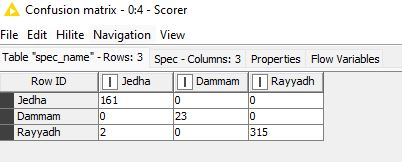 Confusion matrix - 0:4 - Scorer
File Edit Hilite Navigation View
Table "spec_name" - Rows: 3 Spec - Columns: 3 Properties Flow Variables
Row ID I Jedha I Dammam I Rayyadh
Jedha 161 0 0
Dammam 0 23 0
Rayyadh 2 0 315